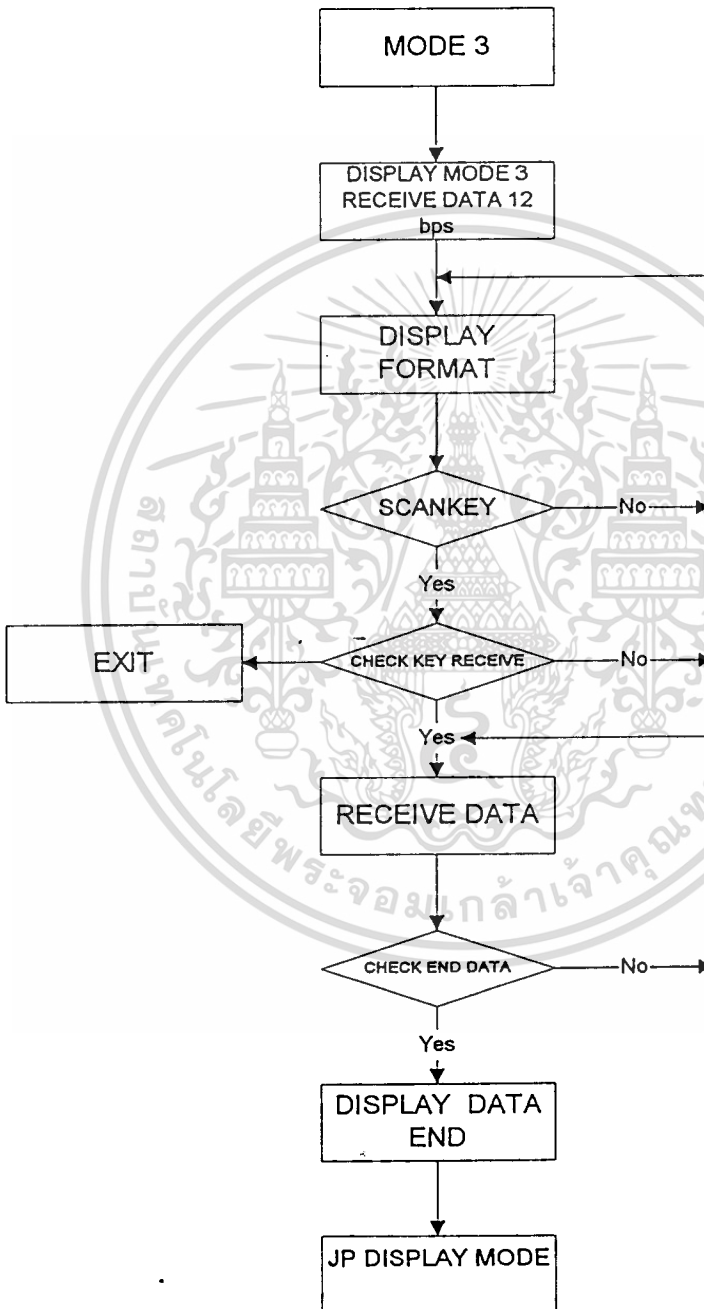 MODE 3
DISPLAY MODE 3
RECEIVE DATA 12
bps
DISPLAY
FORMAT
SCANKEY
No
Yes
EXIT
CHECK KEY RECEIVE
No
Yes
RECEIVE DATA
CHECK END DATA
No
Yes
DISPLAY DATA
END
JP DISPLAY MODE